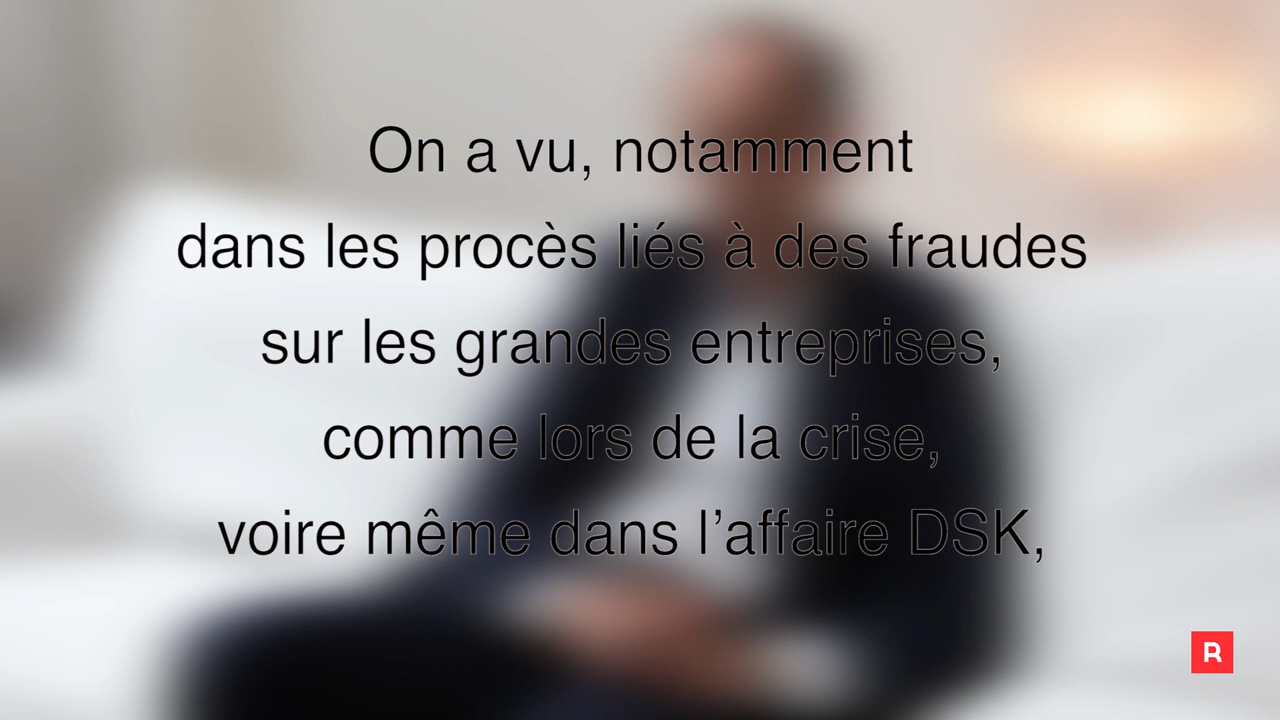 On a vu, notamment
dans les procès liés à des fraudes
sur les grandes entreprises,
comme lors de la crise,
voire même dans l’affaire DSK,
R